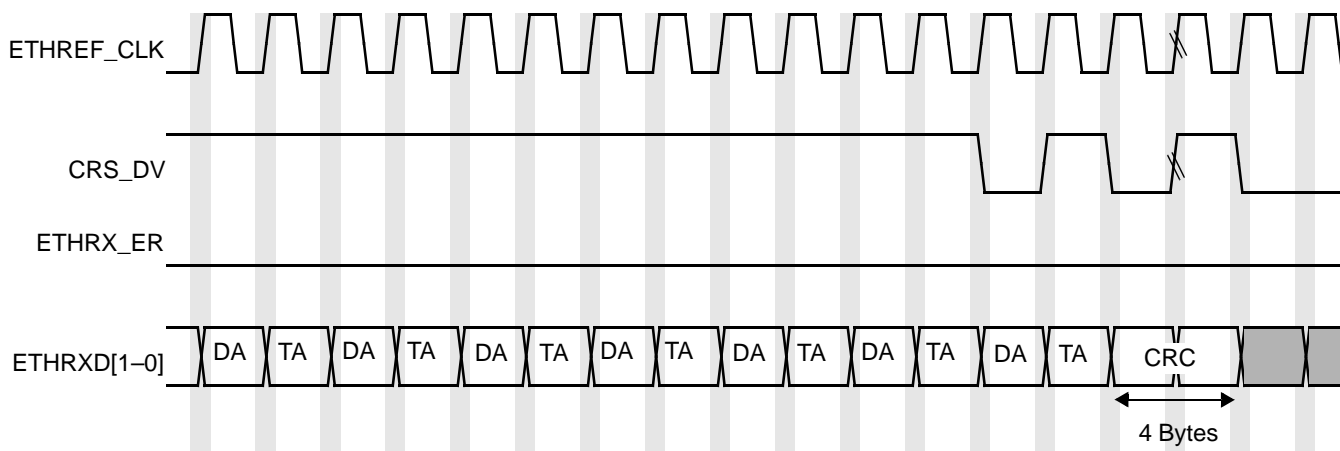 ETHREF_CLK
CRS_DV
ETHRX_ER
ETHRXD[1–0]
DA TA DA TA DA TA DA TA DA TA DA TA DA TA CRC
4 Bytes